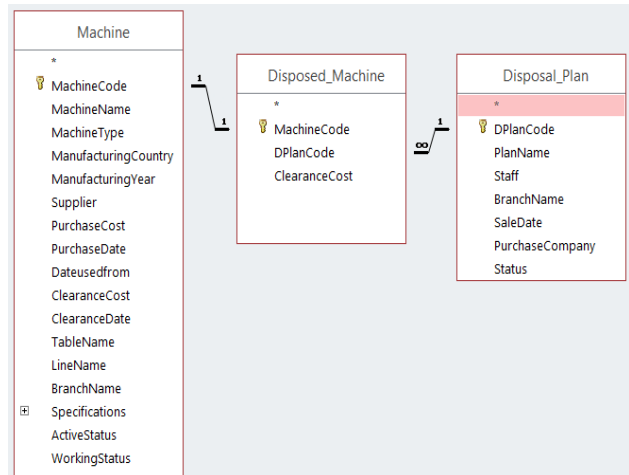 Machine
*
MachineCode
MachineName
MachineType
ManufacturingCountry
ManufacturingYear
Supplier
PurchaseCost
PurchaseDate
Dateusedfrom
ClearanceCost
ClearanceDate
TableName
LineName
BranchName
Specifications
ActiveStatus
WorkingStatus
1
1
Disposed_Machine
*
MachineCode
DPlanCode
ClearanceCost
∞
1
Disposal_Plan
*
DPlanCode
PlanName
Staff
BranchName
SaleDate
PurchaseCompany
Status